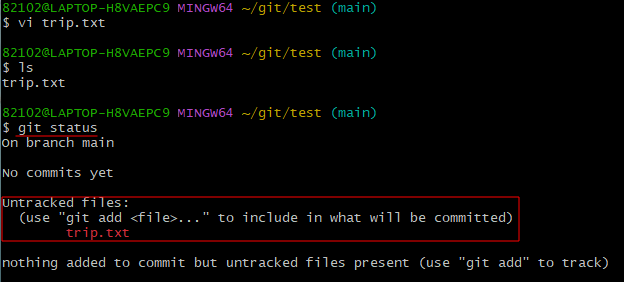 82102@LAPTOP-H8VAEPC9 MINGW64 ~/git/test (main)
$ vi trip.txt
82102@LAPTOP-H8VAEPC9 MINGW64 ~/git/test (main)
$ ls
trip.txt
82102@LAPTOP-H8VAEPC9 MINGW64 ~/git/test (main)
$ git status
On branch main
No commits yet
Untracked files:
  (use "git add <file>..." to include in what will be committed)
        trip.txt
nothing added to commit but untracked files present (use "git add" to track)